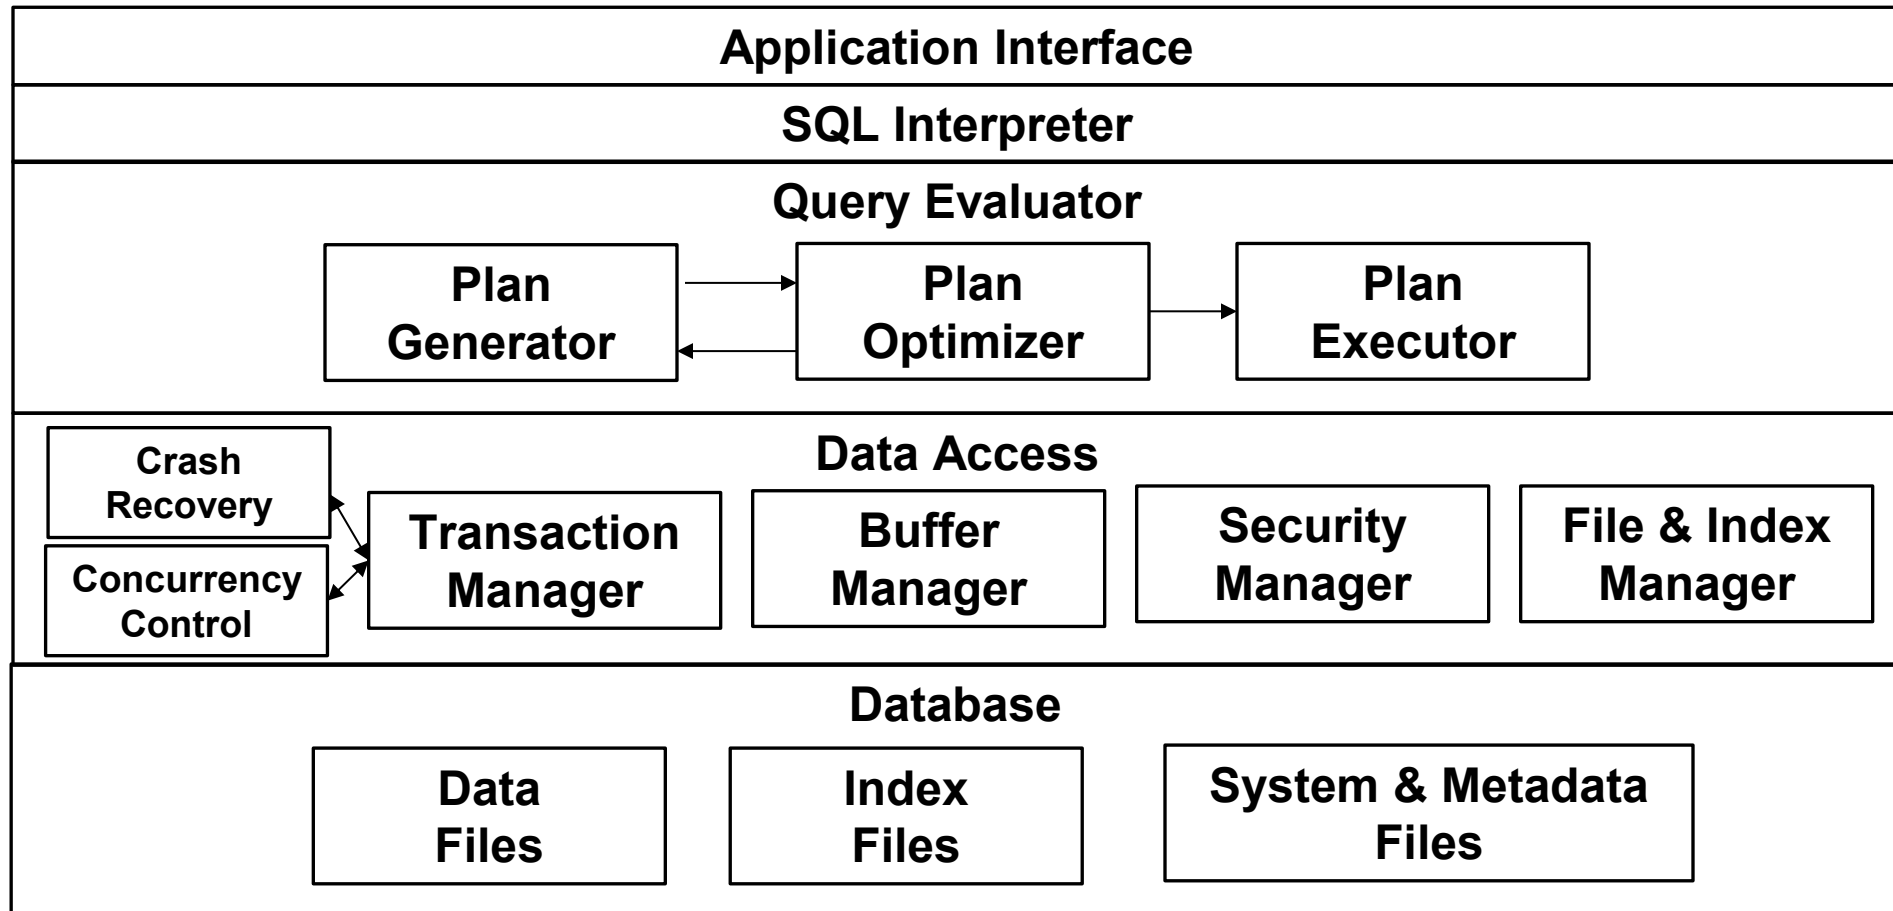 Application Interface
SQL Interpreter
Query Evaluator
Plan
Generator
Plan
Optimizer
Plan
Executor
Data Access
Crash
Recovery
Concurrency
Control
Transaction
Manager
Buffer
Manager
Security
Manager
File & Index
Manager
Database
Data
Files
Index
Files
System & Metadata
Files